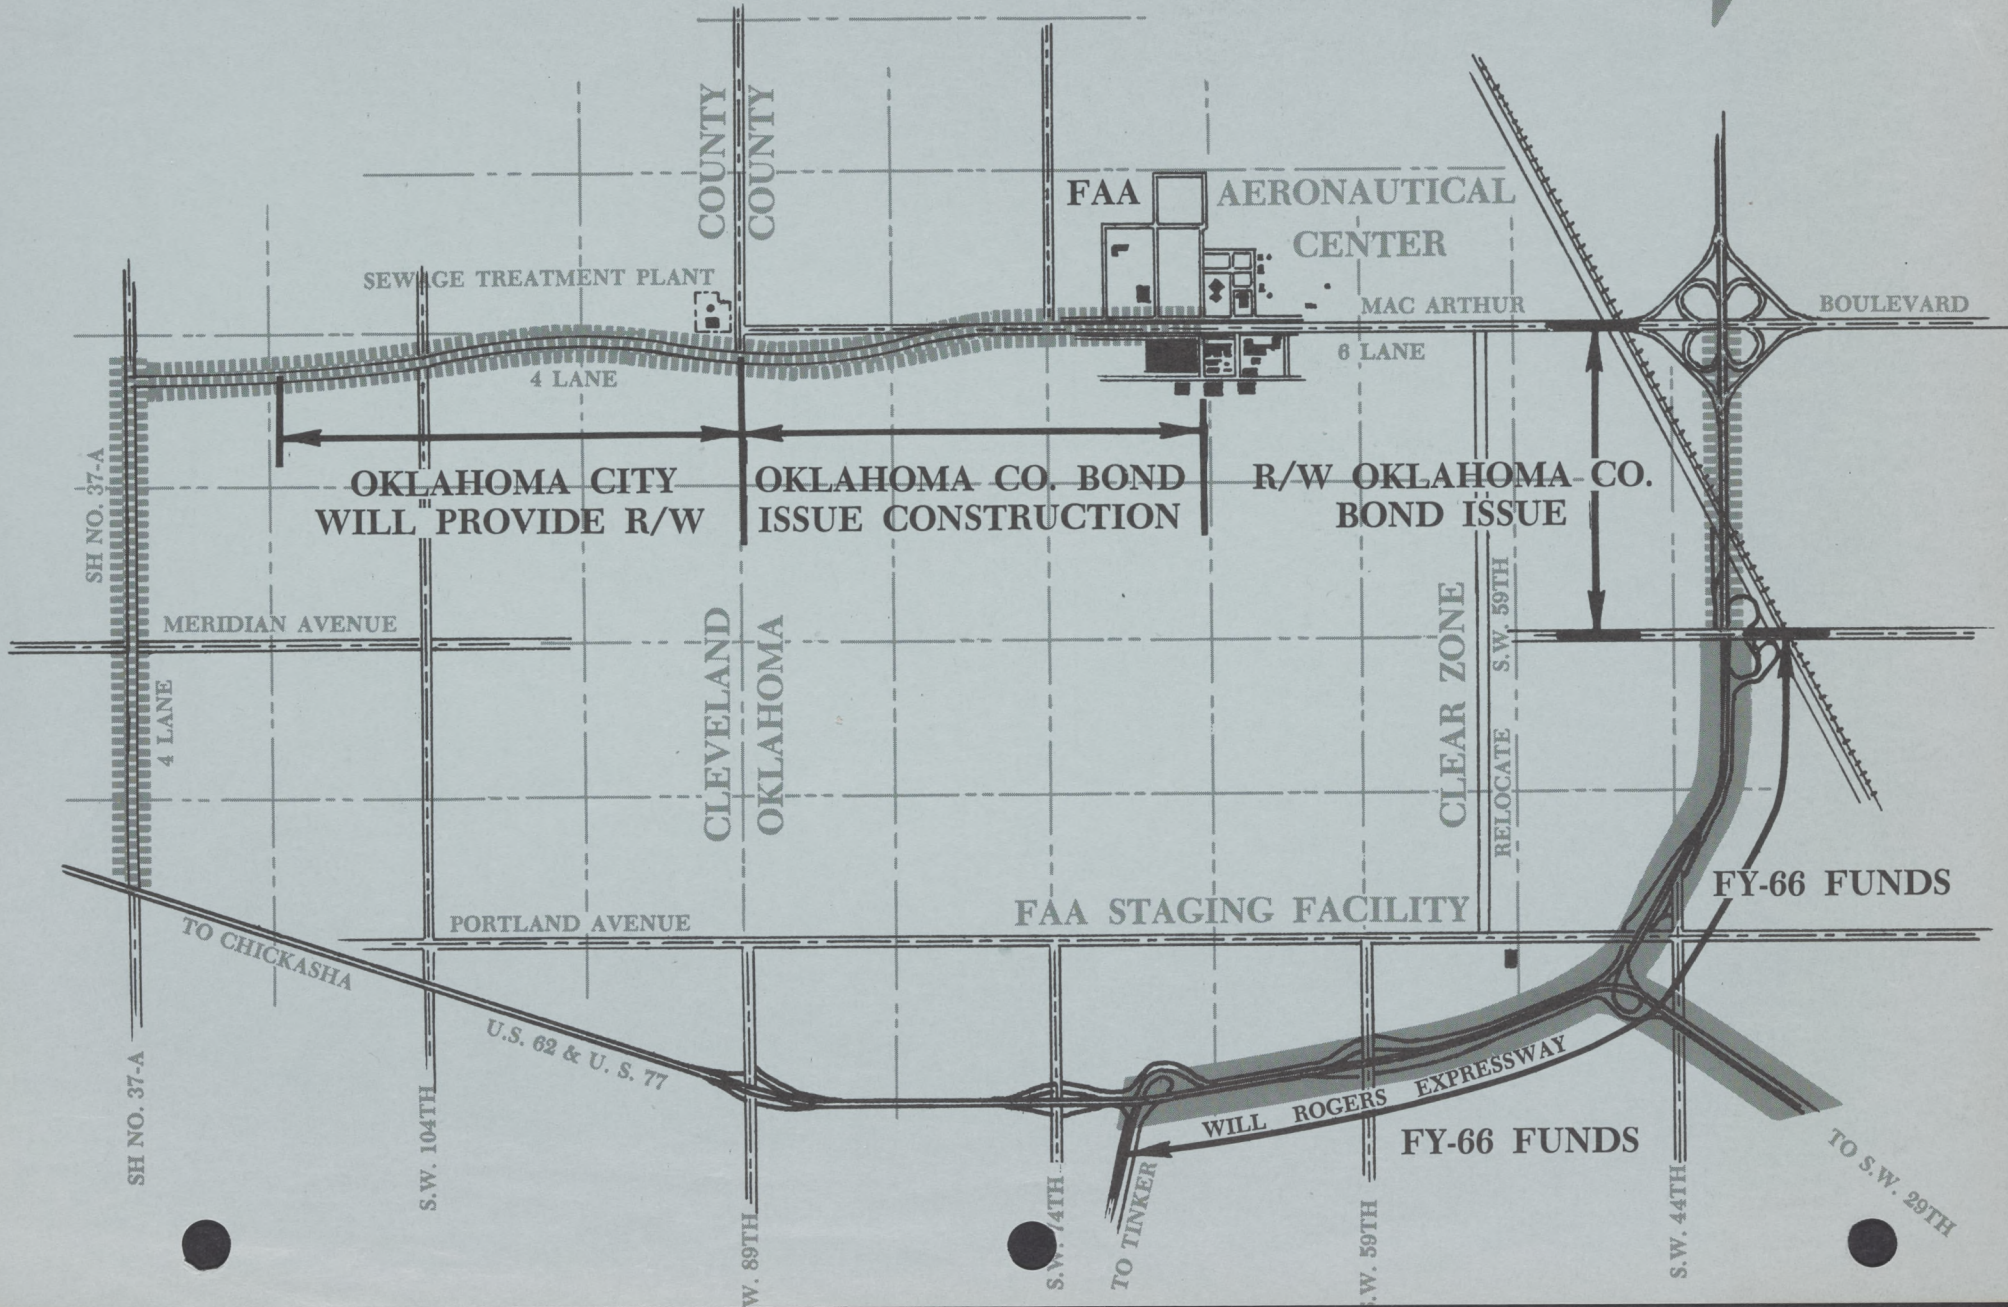 COUNTY
COUNTY
FAA AERONAUTICAL
CENTER
SEWAGE TREATMENT PLANT
MAC ARTHUR
BOULEVARD
6 LANE
4 LANE
OKLAHOMA CITY
WILL PROVIDE R/W
OKLAHOMA CO. BOND
ISSUE CONSTRUCTION
R/W OKLAHOMA CO.
BOND ISSUE
SH NO. 37-A
MERIDIAN AVENUE
4 LANE
CLEVELAND
OKLAHOMA
CLEAR ZONE
RELOCATE S.W. 59TH
FY-66 FUNDS
PORTLAND AVENUE
FAA STAGING FACILITY
TO CHICKASHA
U.S. 62 & U. S. 77
WILL ROGERS EXPRESSWAY
FY-66 FUNDS
SH NO. 37-A
S.W. 104TH
W. 89TH
S.W. 74TH
TO TINKER
.W. 59TH
S.W. 44TH
TO S.W. 29TH